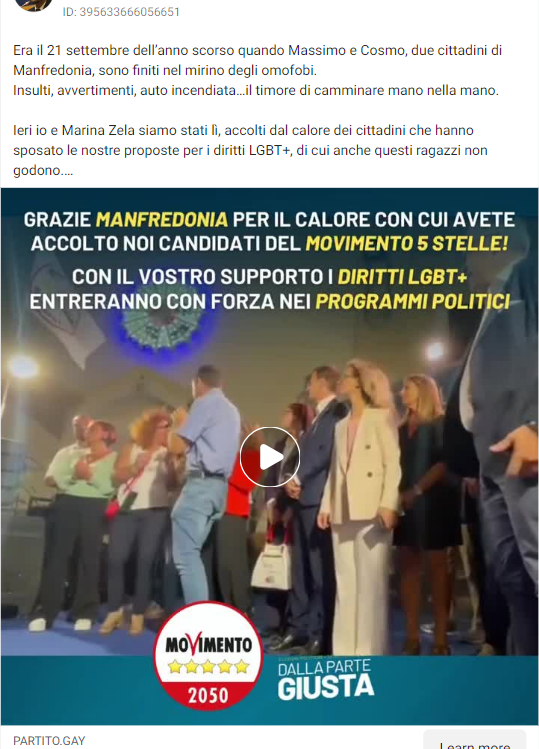 ID: 395633666056651
Era il 21 settembre dell'anno scorso quando Massimo e Cosmo, due cittadini di
Manfredonia, sono finiti nel mirino degli omofobi.
Insulti, avvertimenti, auto incendiata…il timore di camminare mano nella mano.
Ieri io e Marina Zela siamo stati lì, accolti dal calore dei cittadini che hanno
sposato le nostre proposte per i diritti LGBT+, di cui anche questi ragazzi non
godono.…
GRAZIE MANFREDONIA PER IL CALORE CON CUI AVETE
ACCOLTO NOI CANDIDATI DEL MOVIMENTO 5 STELLE!
CON IL VOSTRO SUPPORTO I DIRITTI LGBT+
ENTRERANNO CON FORZA NEI PROGRAMMI POLITICI
MOVIMENTO
2050
DALLA PARTE
GIUSTA
PARTITO.GAY
Learn more